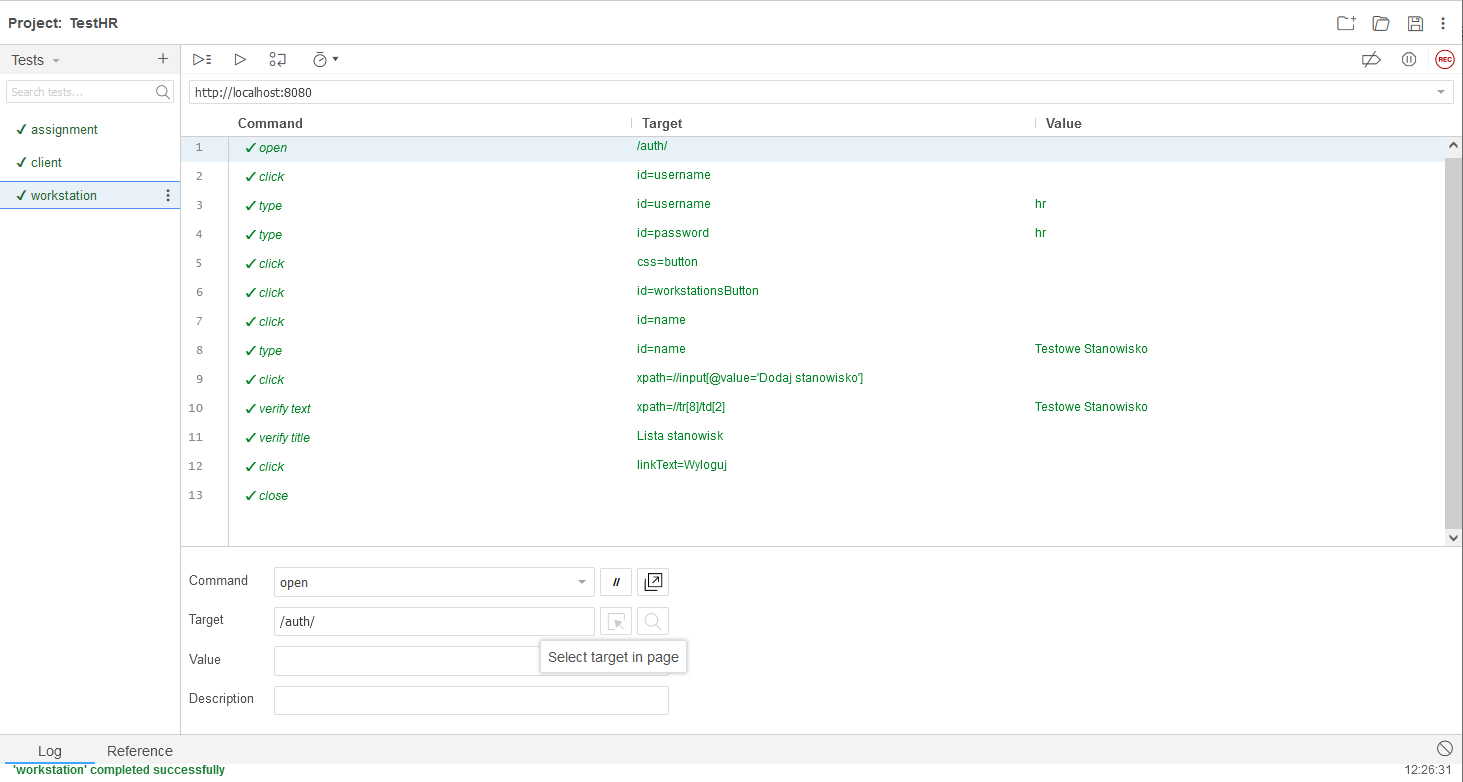 Project: TestHR
Tests
REC
Search tests...
http://localhost:8080
✓ assignment
✓ client
✓ workstation
Command Target Value
1 ✓ open /auth/
2 ✓ click id=username
3 ✓ type id=username hr
4 ✓ type id=password hr
5 ✓ click css=button
6 ✓ click id=workstationsButton
7 ✓ click id=name
8 ✓ type id=name Testowe Stanowisko
9 ✓ click xpath=//input[@value='Dodaj stanowisko']
10 ✓ verify text xpath=//tr[8]/td[2] Testowe Stanowisko
11 ✓ verify title Lista stanowisk
12 ✓ click linkText=Wyloguj
13 ✓ close
Command open //
Target /auth/
Select target in page
Value
Description
Log Reference
'workstation' completed successfully 12:26:31